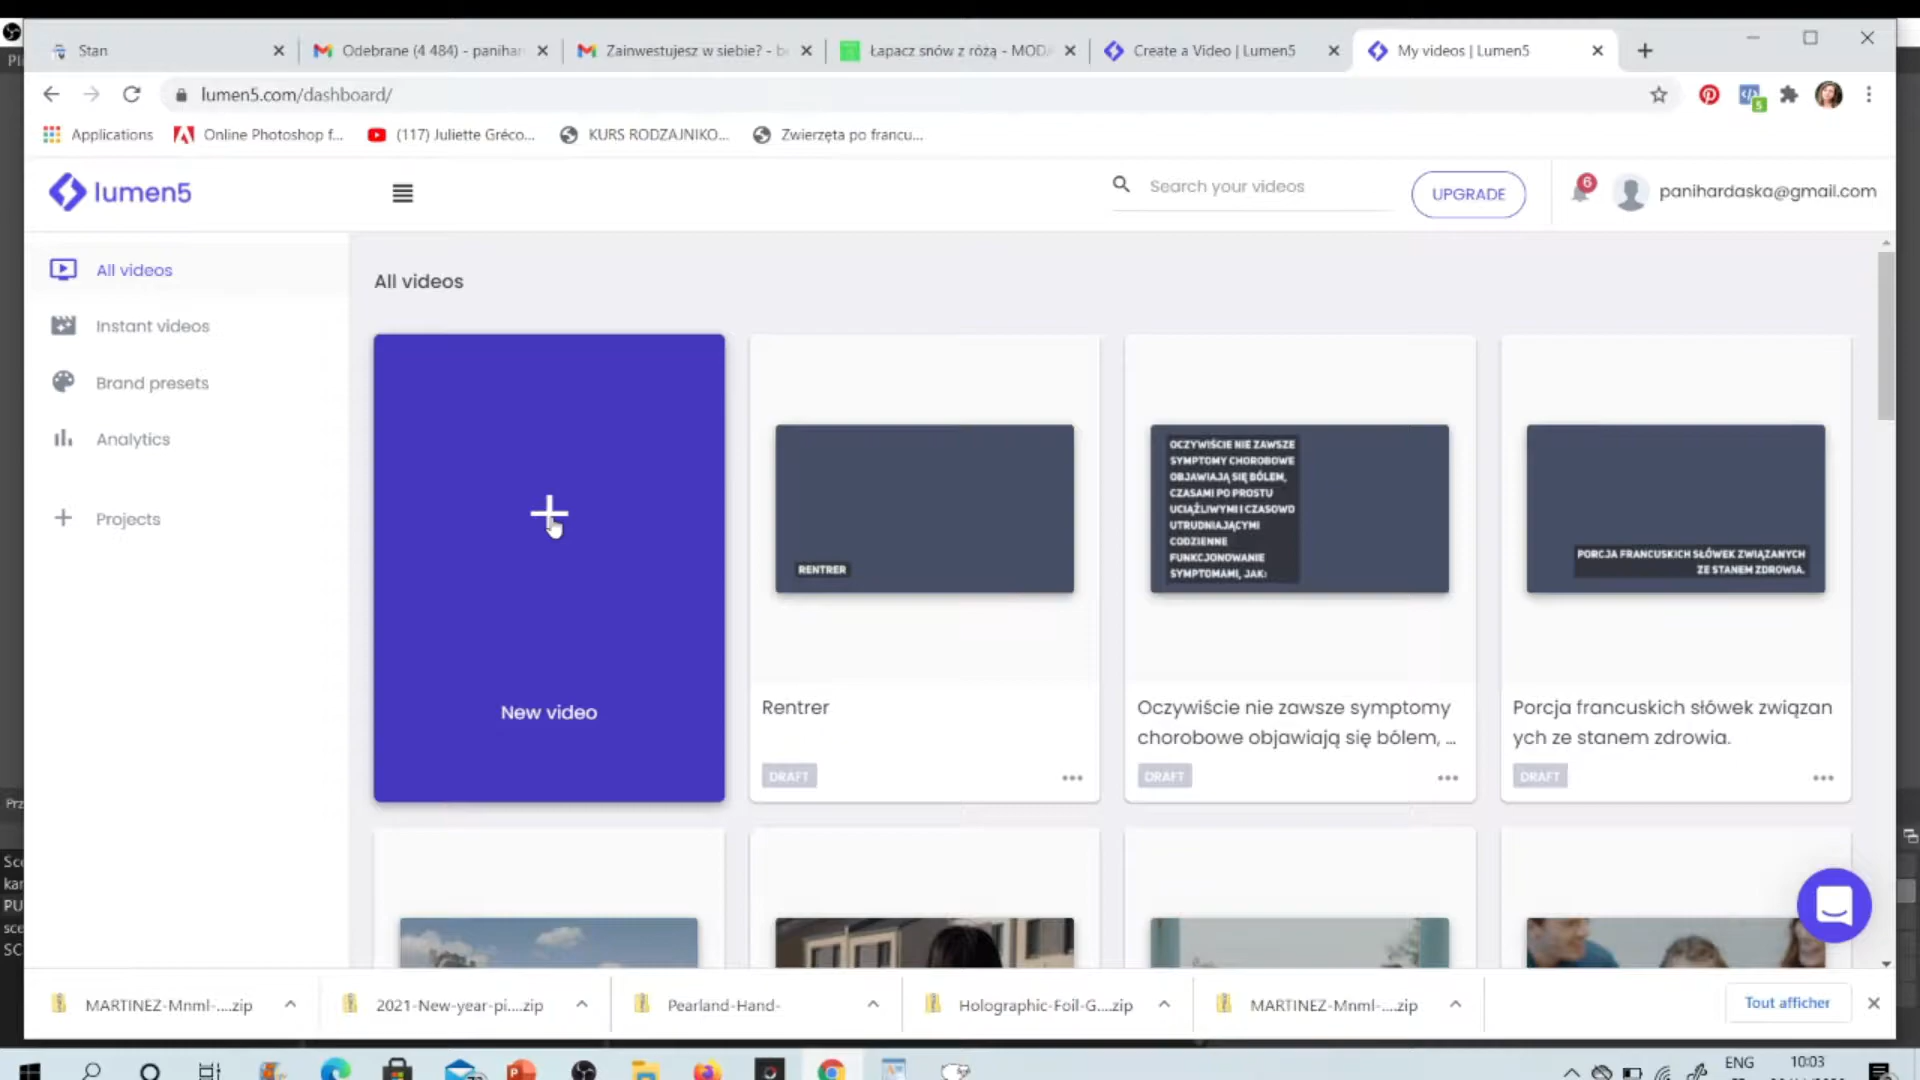 Stan
Odebrane (4 484) - panihar
Zainwestujesz w siebie? - b
Łapacz snów z różą - MODA
Create a Video | Lumen5
My videos | Lumen5
lumen5.com/dashboard/
Applications
Online Photoshop f...
(117) Juliette Gréco...
KURS RODZAJNIKO...
Zwierzęta po francu...
lumen5
Search your videos
UPGRADE
6
panihardaska@gmail.com
All videos
Instant videos
Brand presets
Analytics
Projects
All videos
New video
RENTRER
Rentrer
DRAFT
OCZYWIŚCIE NIE ZAWSZE
SYMPTOMY CHOROBOWE
OBJAWIAJĄ SIĘ BÓLEM,
CZASAMI PO PROSTU
UCIĄŻLIWYMI I CZASOWO
UTRUDNIAJĄCYMI
CODZIENNE
FUNKCJONOWANIE
SYMPTOMAMI, JAK:
Oczywiście nie zawsze symptomy
chorobowe objawiają się bólem, ...
DRAFT
PORCJA FRANCUSKICH SŁÓWEK ZWIĄZANYCH
ZE STANEM ZDROWIA.
Porcja francuskich słówek związan
ych ze stanem zdrowia.
DRAFT
MARTINEZ-Mnml-....zip
2021-New-year-pi....zip
Pearland-Hand-
Holographic-Foil-G....zip
MARTINEZ-Mnml-....zip
Tout afficher
ENG
10:03